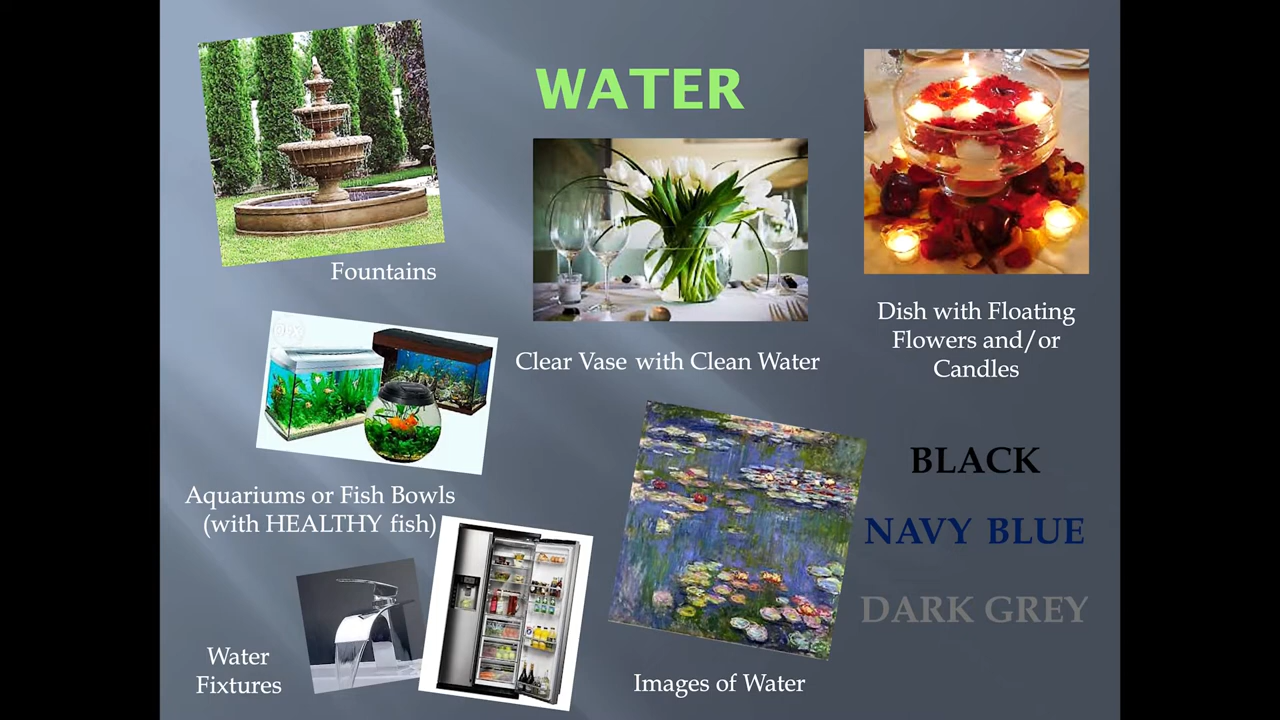 WATER
Fountains
Clear Vase with Clean Water
Dish with Floating
Flowers and/or
Candles
Aquariums or Fish Bowls
(with HEALTHY fish)
BLACK
NAVY BLUE
DARK GREY
Water
Fixtures
Images of Water